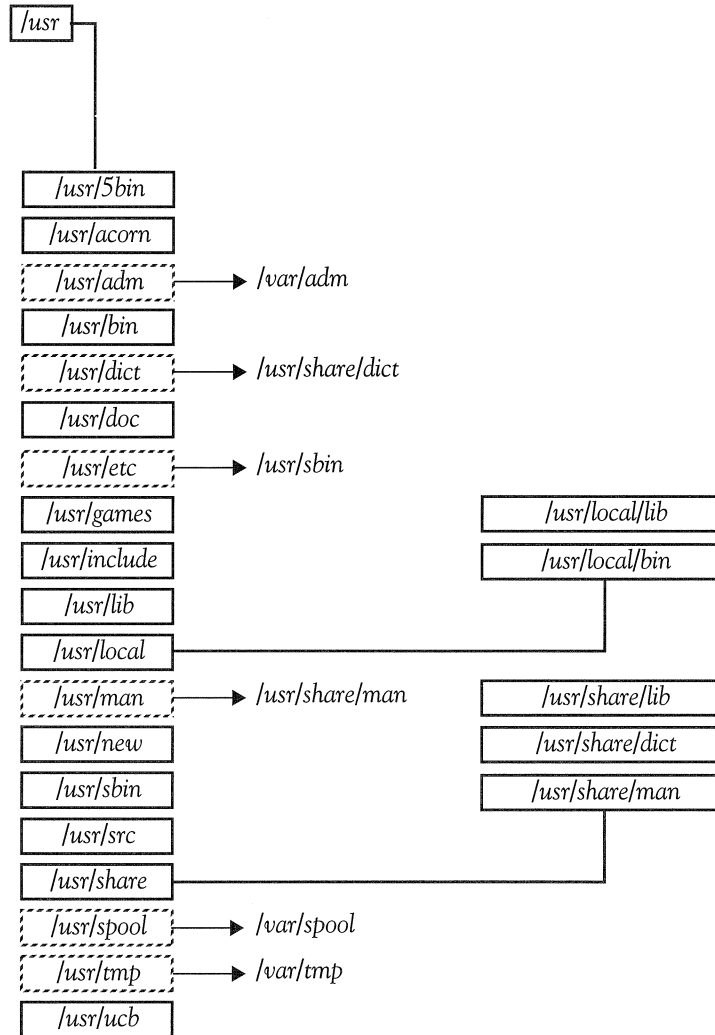 /usr
/usr/5bin
/usr/acorn
/usr/adm /var/adm
/usr/bin
/usr/dict /usr/share/dict
/usr/doc
/usr/etc /usr/sbin
/usr/games /usr/local/lib
/usr/include /usr/local/bin
/usr/lib
/usr/local
/usr/man /usr/share/man /usr/share/lib
/usr/new /usr/share/dict
/usr/sbin /usr/share/man
/usr/src
/usr/share
/usr/spool /var/spool
/usr/tmp /var/tmp
/usr/ucb